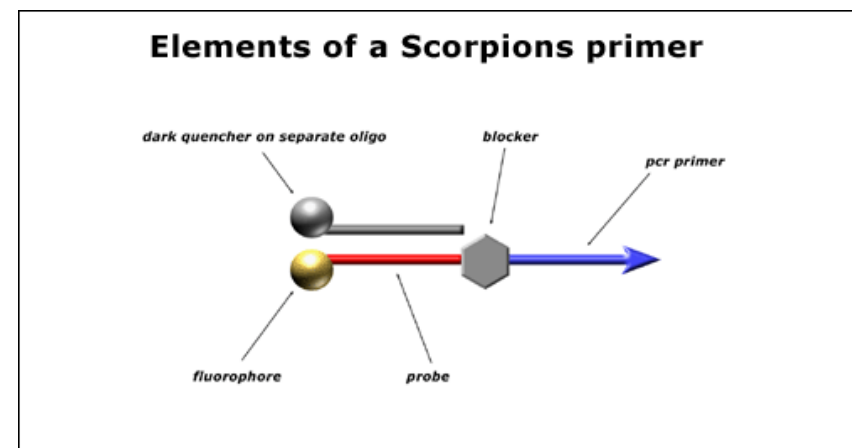 Elements of a Scorpions primer
dark quencher on separate oligo
blocker
pcr primer
fluorophore
probe